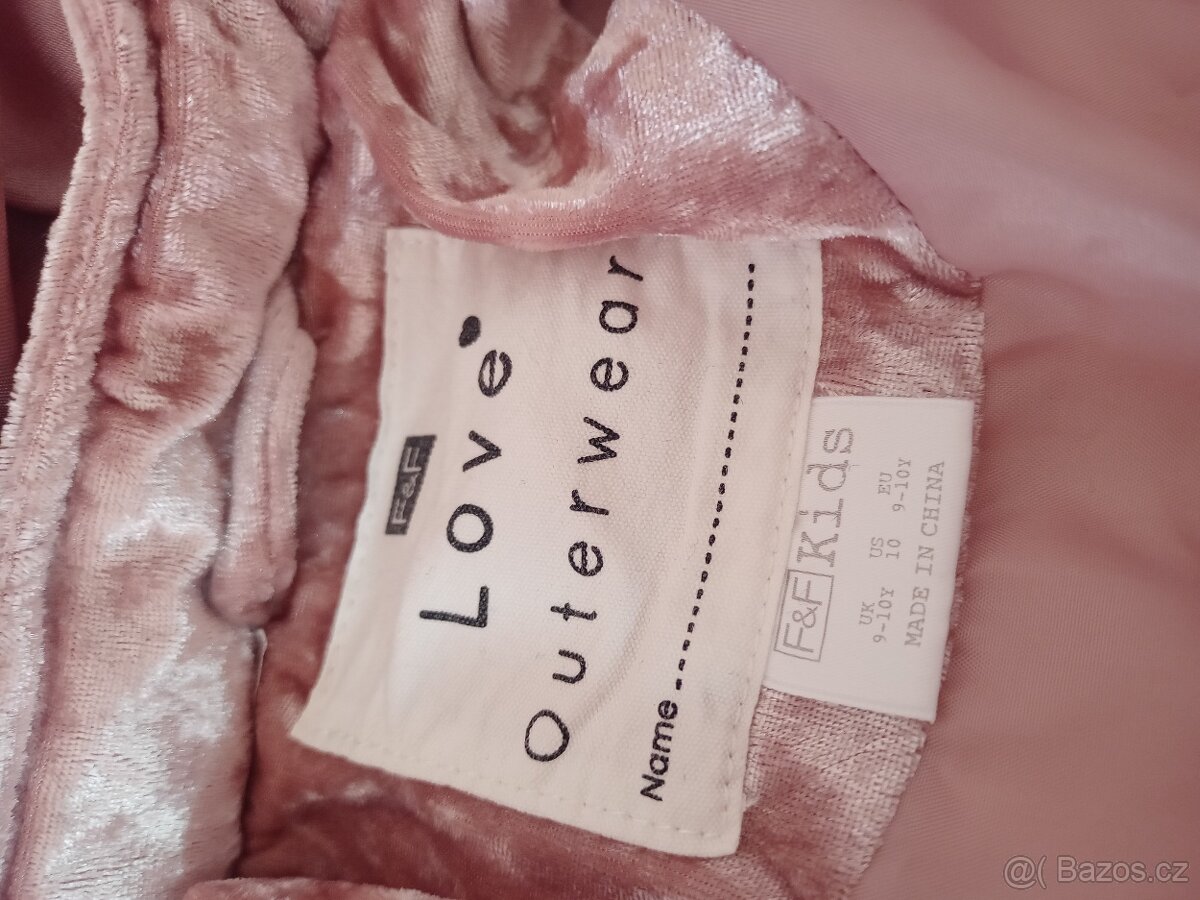 F&F
Love
Outerwear
Name
F&F Kids
UK US EU
9-10Y 10 9-10Y
MADE IN CHINA
@( Bazos.cz